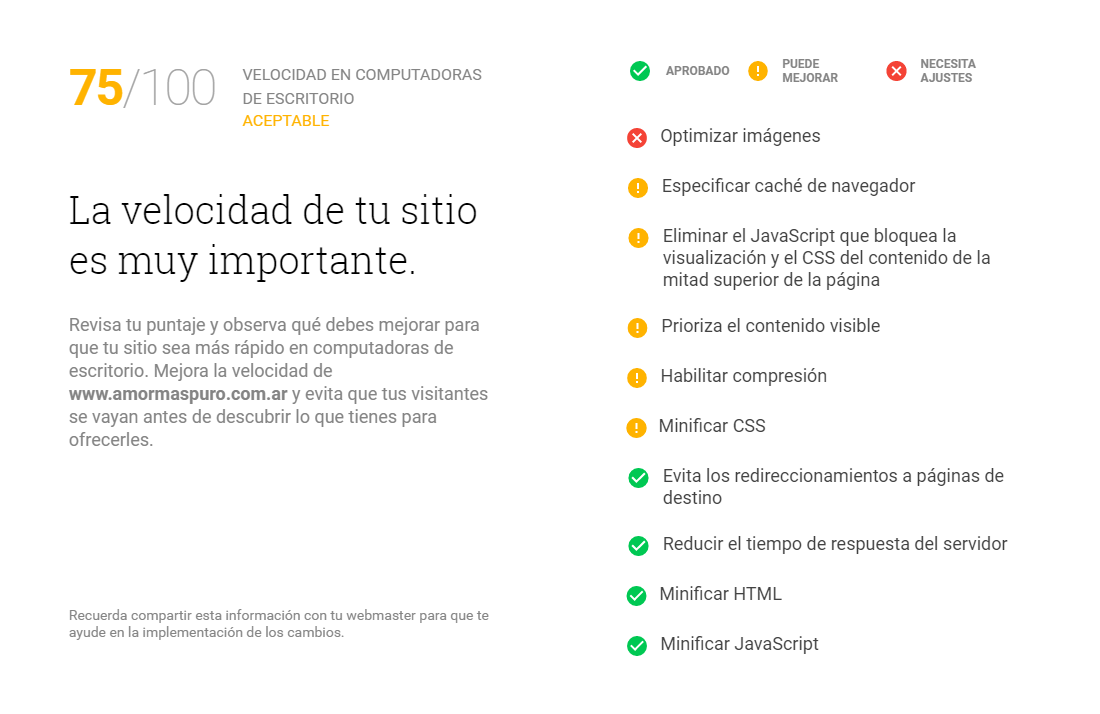 75/100
VELOCIDAD EN COMPUTADORAS
DE ESCRITORIO
ACEPTABLE
La velocidad de tu sitio
es muy importante.
Revisa tu puntaje y observa qué debes mejorar para
que tu sitio sea más rápido en computadoras de
escritorio. Mejora la velocidad de
www.amormaspuro.com.ar y evita que tus visitantes
se vayan antes de descubrir lo que tienes para
ofrecerles.
Recuerda compartir esta información con tu webmaster para que te
ayude en la implementación de los cambios.
APROBADO
PUEDE
MEJORAR
NECESITA
AJUSTES
Optimizar imágenes
Especificar caché de navegador
Eliminar el JavaScript que bloquea la
visualización y el CSS del contenido de la
mitad superior de la página
Prioriza el contenido visible
Habilitar compresión
Minificar CSS
Evita los redireccionamientos a páginas de
destino
Reducir el tiempo de respuesta del servidor
Minificar HTML
Minificar JavaScript